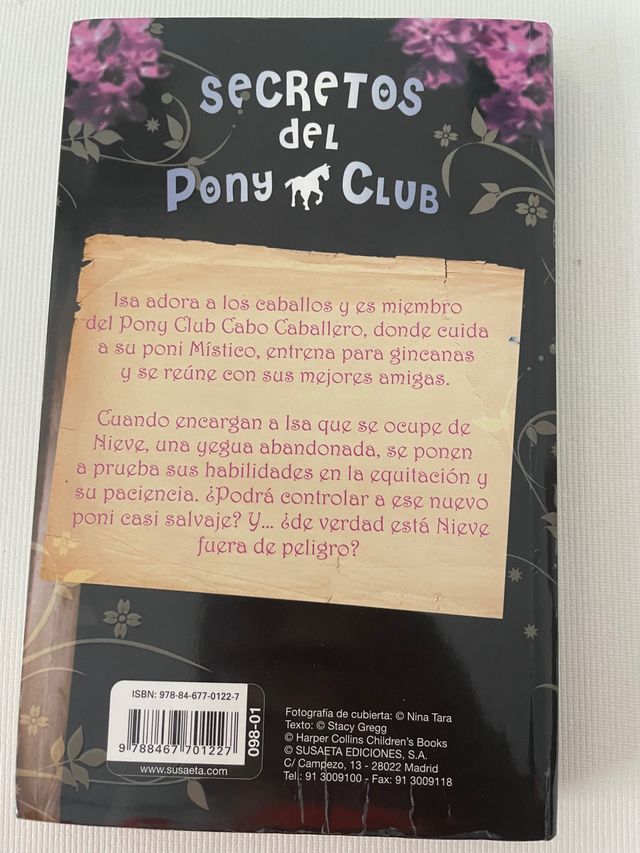 SeCReTOS
del
PONy CLUB
Isa adora a los caballos y es miembro
del Pony Club Cabo Caballero, donde cuida
a su poni Místico, entrena para gincanas
y se reúne con sus mejores amigas.
Cuando encargan a Isa que se ocupe de
Nieve, una yegua abandonada, se ponen
a prueba sus habilidades en la equitación y
su paciencia. ¿Podrá controlar a ese nuevo
poni casi salvaje? Y... ¿de verdad está Nieve
fuera de peligro?
ISBN: 978-84-677-0122-7
9 788467 701227
098-01
www.susaeta.com
Fotografía de cubierta: © Nina Tara
Texto: © Stacy Gregg
© Harper Collins Children's Books
© SUSAETA EDICIONES, S.A.
C/ Campezo, 13 - 28022 Madrid
Tel.: 91 3009100 - Fax: 91 3009118